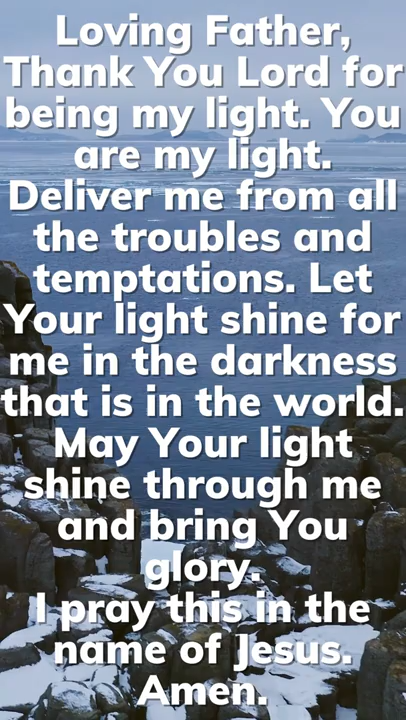 Loving Father,
Thank You Lord for
being my light. You
are my light.
Deliver me from all
the troubles and
temptations. Let
Your light shine for
me in the darkness
that is in the world.
May Your light
shine through me
and bring You
glory.
I pray this in the
name of Jesus.
Amen.